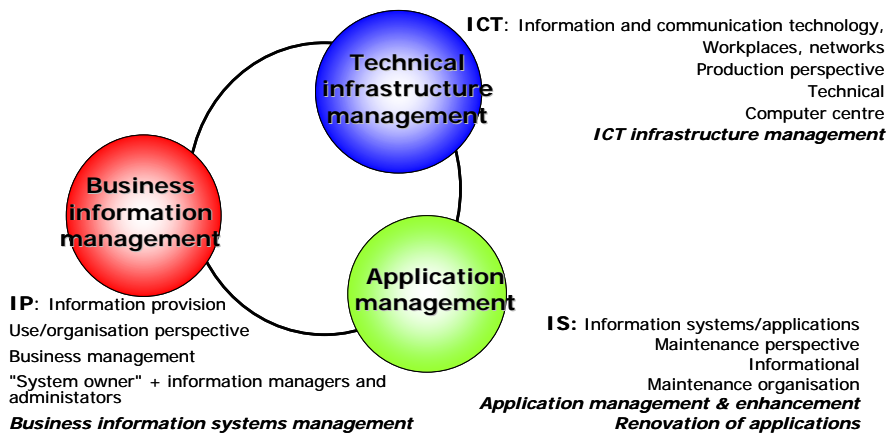 Technical
infrastructure
management
ICT: Information and communication technology,
Workplaces, networks
Production perspective
Technical
Computer centre
ICT infrastructure management
Business
information
management
Application
management
IP: Information provision
Use/organisation perspective
Business management
"System owner" + information managers and
administators
Business information systems management
IS: Information systems/applications
Maintenance perspective
Informational
Maintenance organisation
Application management & enhancement
Renovation of applications